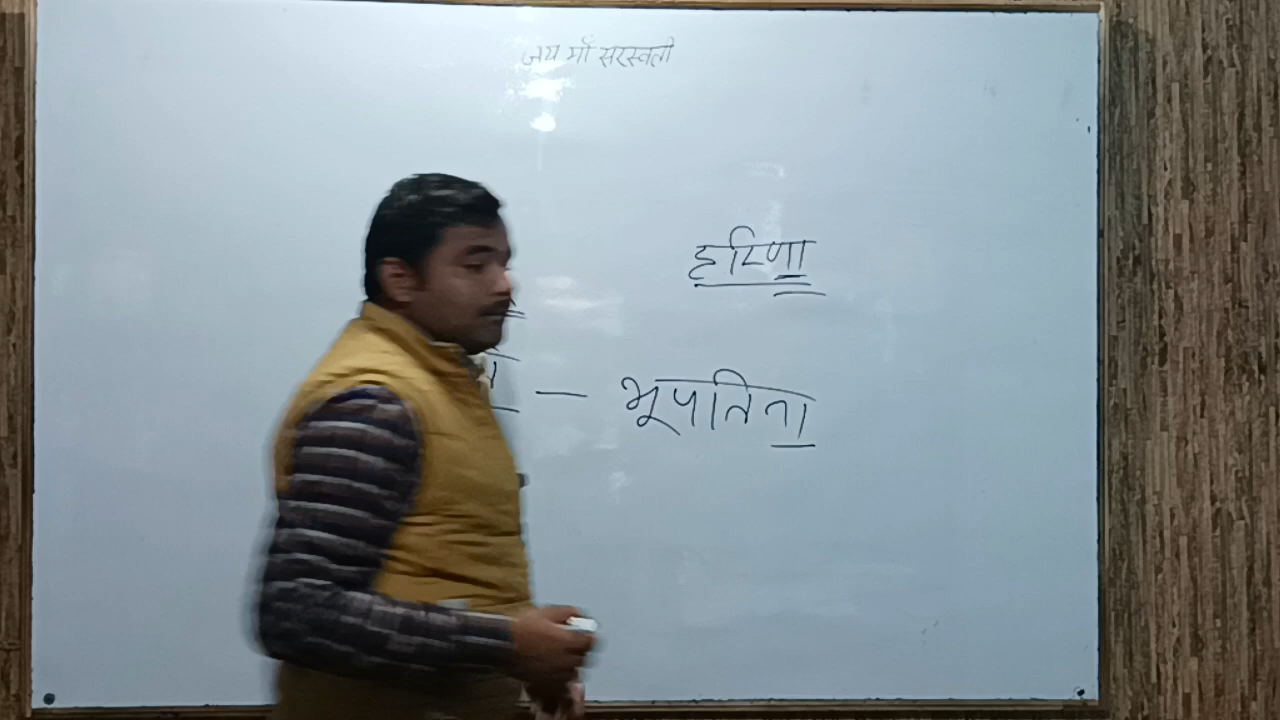 जय माँ सरस्वती
हरिणा
— भूपतिना